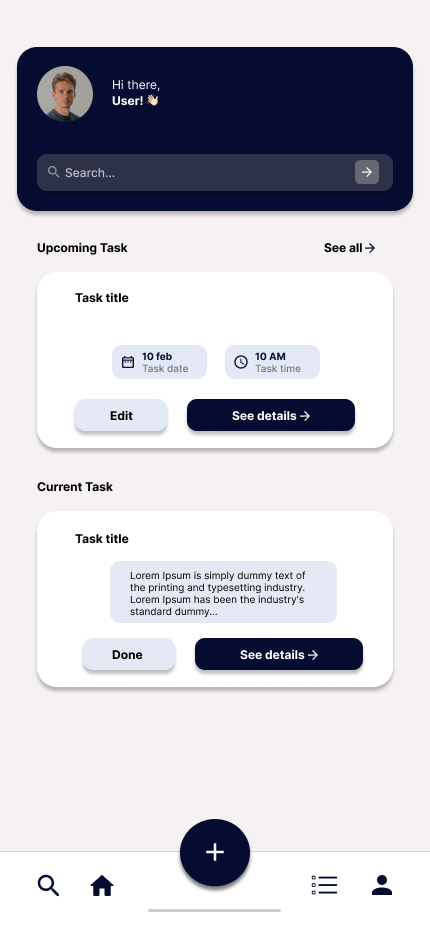 Hi there,
User! 👋🏻
Search...
Upcoming Task
See all
Task title
10 feb
Task date
10 AM
Task time
Edit
See details
Current Task
Task title
Lorem Ipsum is simply dummy text of
the printing and typesetting industry.
Lorem Ipsum has been the industry's
standard dummy...
Done
See details